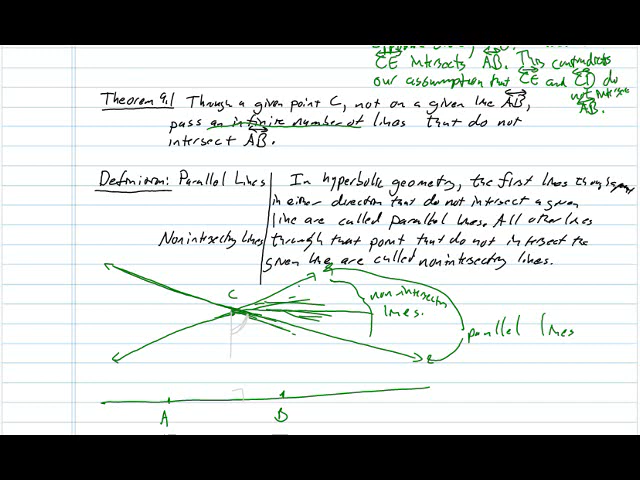 CE intersects AB. This contradicts
our assumption that CE and CD do
not intersect
AB.
Theorem 9.1 Through a given point C, not on a given line AB,
pass an infinite number of lines that do not
intersect AB.
Definition: Parallel Lines
In hyperbolic geometry, the first lines through
in either direction that do not intersect a given
line are called parallel lines. All other lines
Nonintersecting Lines
through that point that do not intersect the
given line are called nonintersecting lines.
C
non intersecting
lines.
parallel lines
A
B